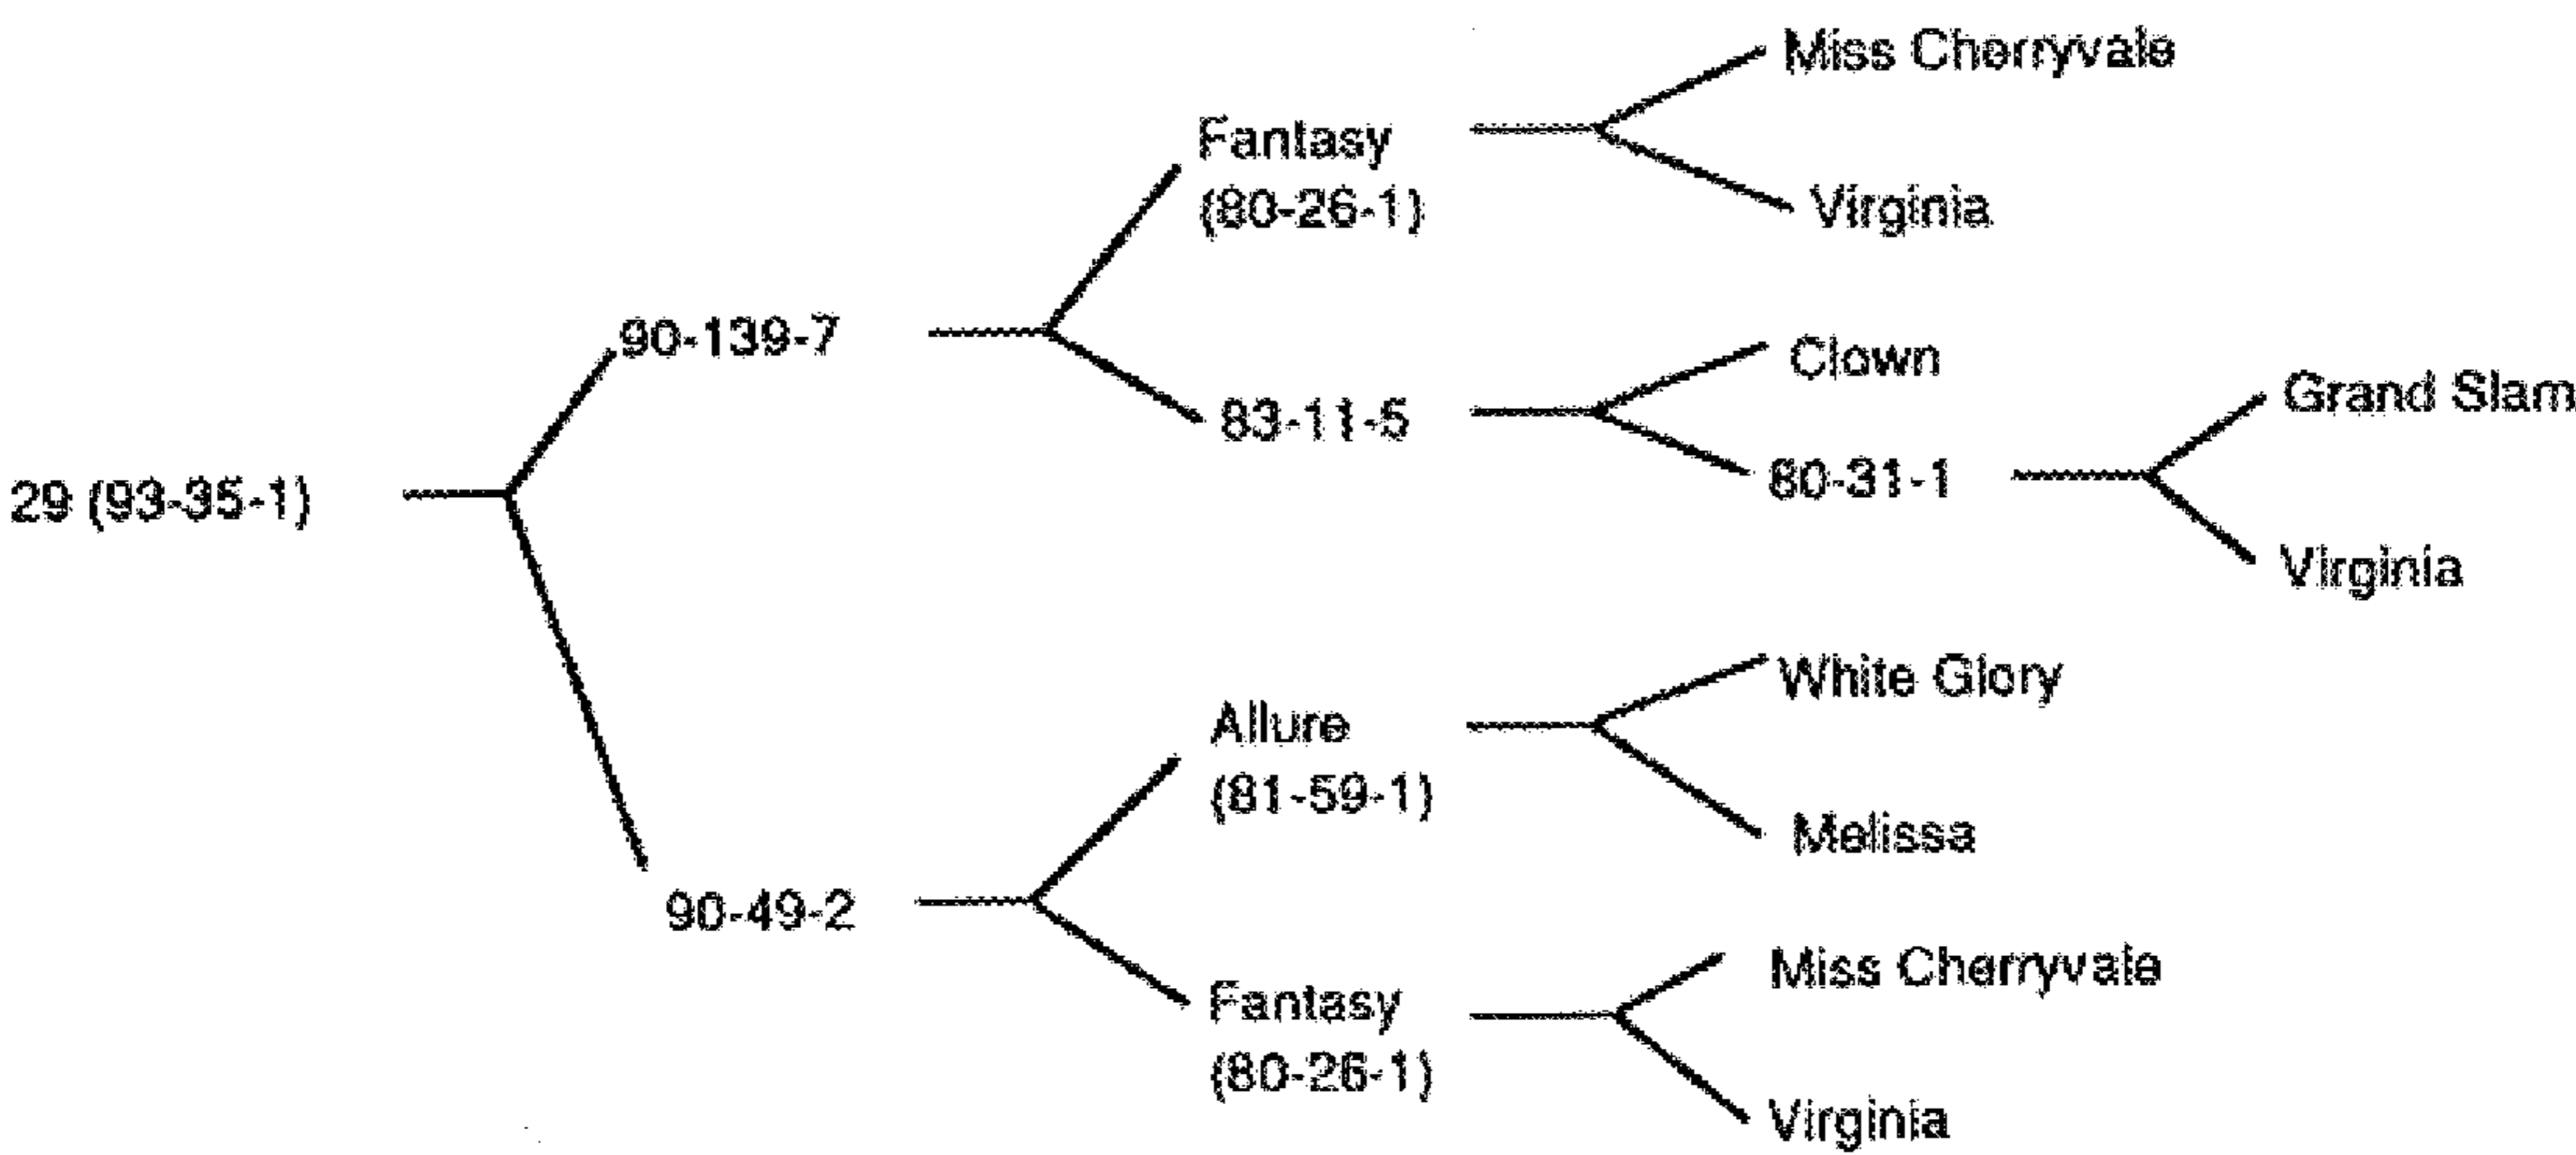 Miss Cherryvale
Fantasy
(80-26-1)
Virginia
90-139-7
Clown
83-11-5
Grand Slam
80-31-1
29 (93-35-1)
Virginia
White Glory
Allure
(81-59-1)
Melissa
90-49-2
Miss Cherryvale
Fantasy
(80-26-1)
Virginia